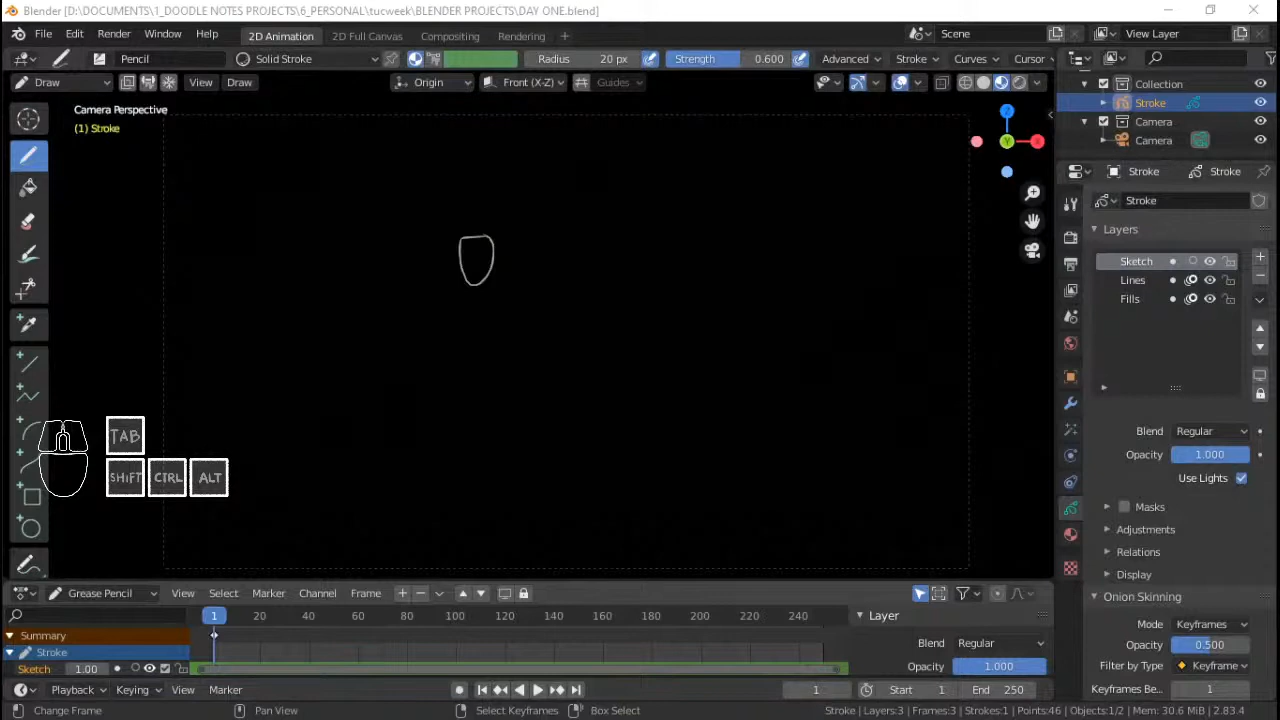 Blender [D:\DOCUMENTS\1_DOODLE NOTES PROJECTS\6_PERSONAL\tucweek\BLENDER PROJECTS\DAY ONE.blend]
File Edit Render Window Help 2D Animation 2D Full Canvas Compositing Rendering Scene View Layer
Pencil Solid Stroke Radius 20 px Strength 0.600 Advanced Stroke Curves Cursor
Draw View Draw Origin Front (X-Z) Guides
Collection
Stroke
Camera
Camera
Camera Perspective
(1) Stroke
Z
X
Y
Stroke Stroke
Stroke
Layers
Sketch
Lines
Fills
Blend Regular
Opacity 1.000
Use Lights
Masks
Adjustments
Relations
Display
Onion Skinning
Mode Keyframes
Opacity 0.500
Filter by Type Keyframe
Keyframes Be... 1
TAB
SHIFT CTRL ALT
Grease Pencil View Select Marker Channel Frame
1 20 40 60 80 100 120 140 160 180 200 220 240
Layer
Summary
Stroke
Sketch 1.00
Blend Regular
Opacity 1.000
Playback Keying View Marker 1 Start 1 End 250
Change Frame Pan View Select Keyframes Box Select Stroke | Layers:3 | Frames:3 | Strokes:1 | Points:46 | Objects:1/2 | Mem: 30.6 MiB | 2.83.4